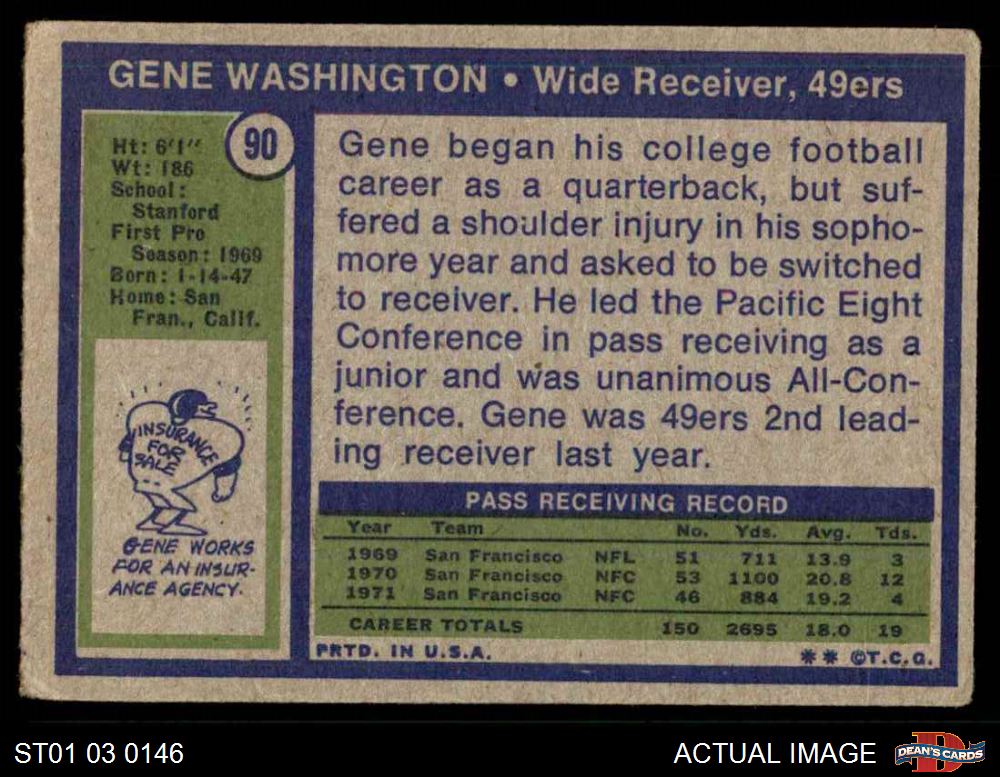 GENE WASHINGTON • Wide Receiver, 49ers
90
Ht: 6'1"
Wt: 186
School:
Stanford
First Pro
Season: 1969
Born: 1-14-47
Home: San
Fran., Calif.
INSURANCE
FOR
SALE
GENE WORKS
FOR AN INSUR-
ANCE AGENCY.
Gene began his college football
career as a quarterback, but suf-
fered a shoulder injury in his sopho-
more year and asked to be switched
to receiver. He led the Pacific Eight
Conference in pass receiving as a
junior and was unanimous All-Con-
ference. Gene was 49ers 2nd lead-
ing receiver last year.
PASS RECEIVING RECORD
Year Team No. Yds. Avg. Tds.
1969 San Francisco NFL 51 711 13.9 3
1970 San Francisco NFC 53 1100 20.8 12
1971 San Francisco NFC 46 884 19.2 4
CAREER TOTALS 150 2695 18.0 19
PRTD. IN U.S.A. ** ©T.C.G.
ST01 03 0146 ACTUAL IMAGE D DEAN'S CARDS